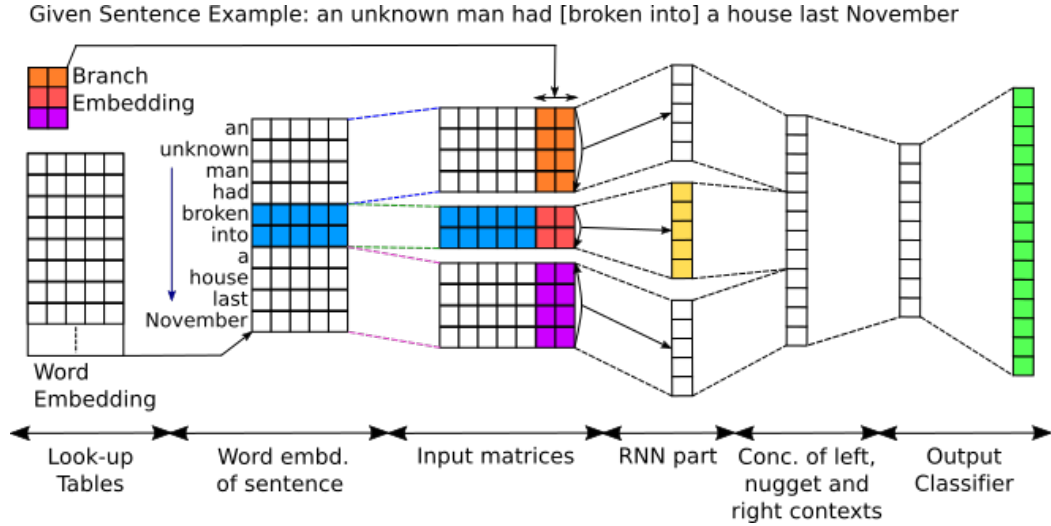 Given Sentence Example: an unknown man had [broken into] a house last November
Branch
Embedding
an
unknown
man
had
broken
into
a
house
last
November
Word
Embedding
Look-up
Tables
Word embd.
of sentence
Input matrices
RNN part
Conc. of left,
nugget and
right contexts
Output
Classifier